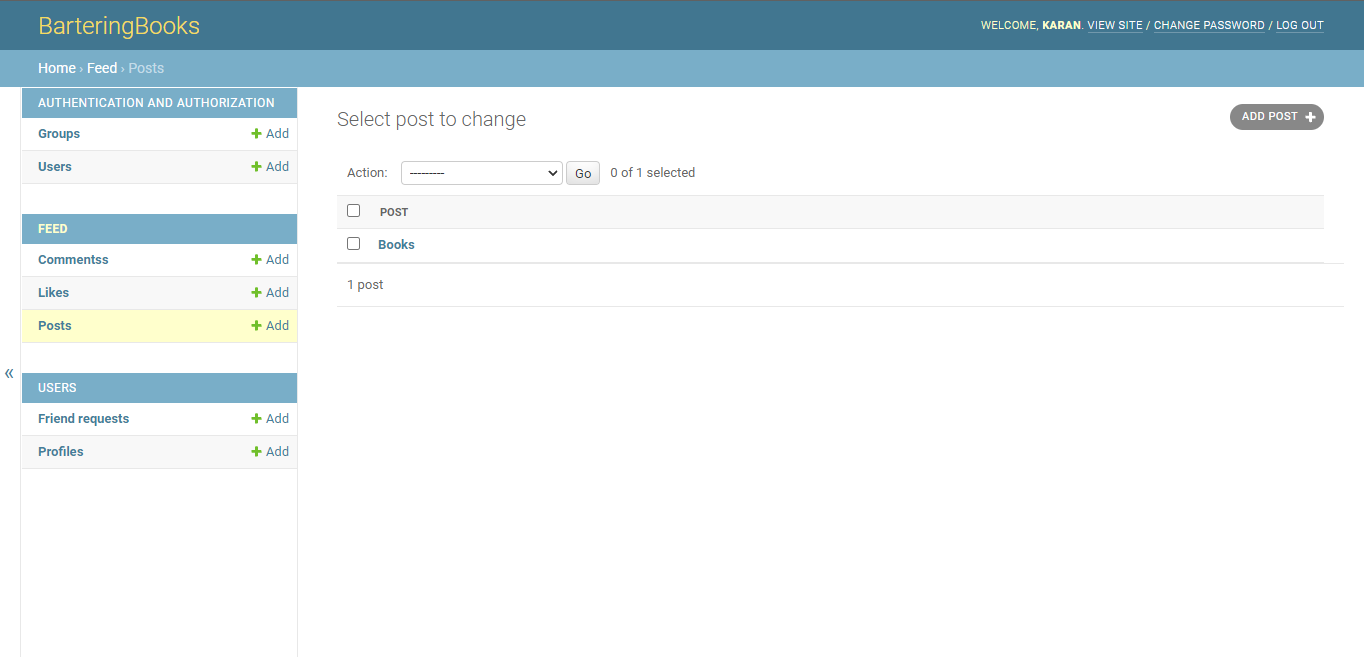 BarteringBooks
WELCOME, KARAN. VIEW SITE / CHANGE PASSWORD / LOG OUT
Home › Feed › Posts
AUTHENTICATION AND AUTHORIZATION
Groups + Add
Users + Add
FEED
Commentss + Add
Likes + Add
Posts + Add
«
USERS
Friend requests + Add
Profiles + Add
Select post to change
ADD POST +
Action: --------- Go 0 of 1 selected
POST
Books
1 post